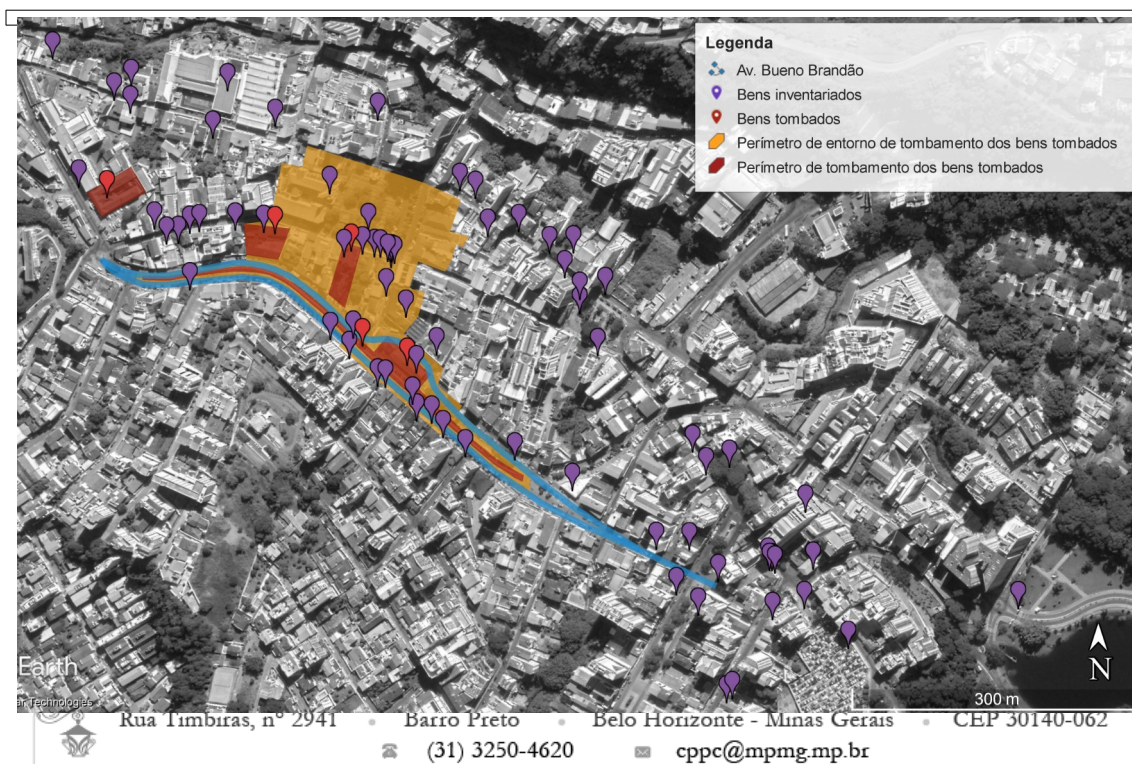 Legenda
Av. Bueno Brandão
Bens inventariados
Bens tombados
Perímetro de entorno de tombamento dos bens tombados
Perímetro de tombamento dos bens tombados
N
Earth
ar Technologies
300 m
Rua Timbiras, nº 2941 • Barro Preto • Belo Horizonte - Minas Gerais • CEP 30140-062
(31) 3250-4620 cppc@mpmg.mp.br